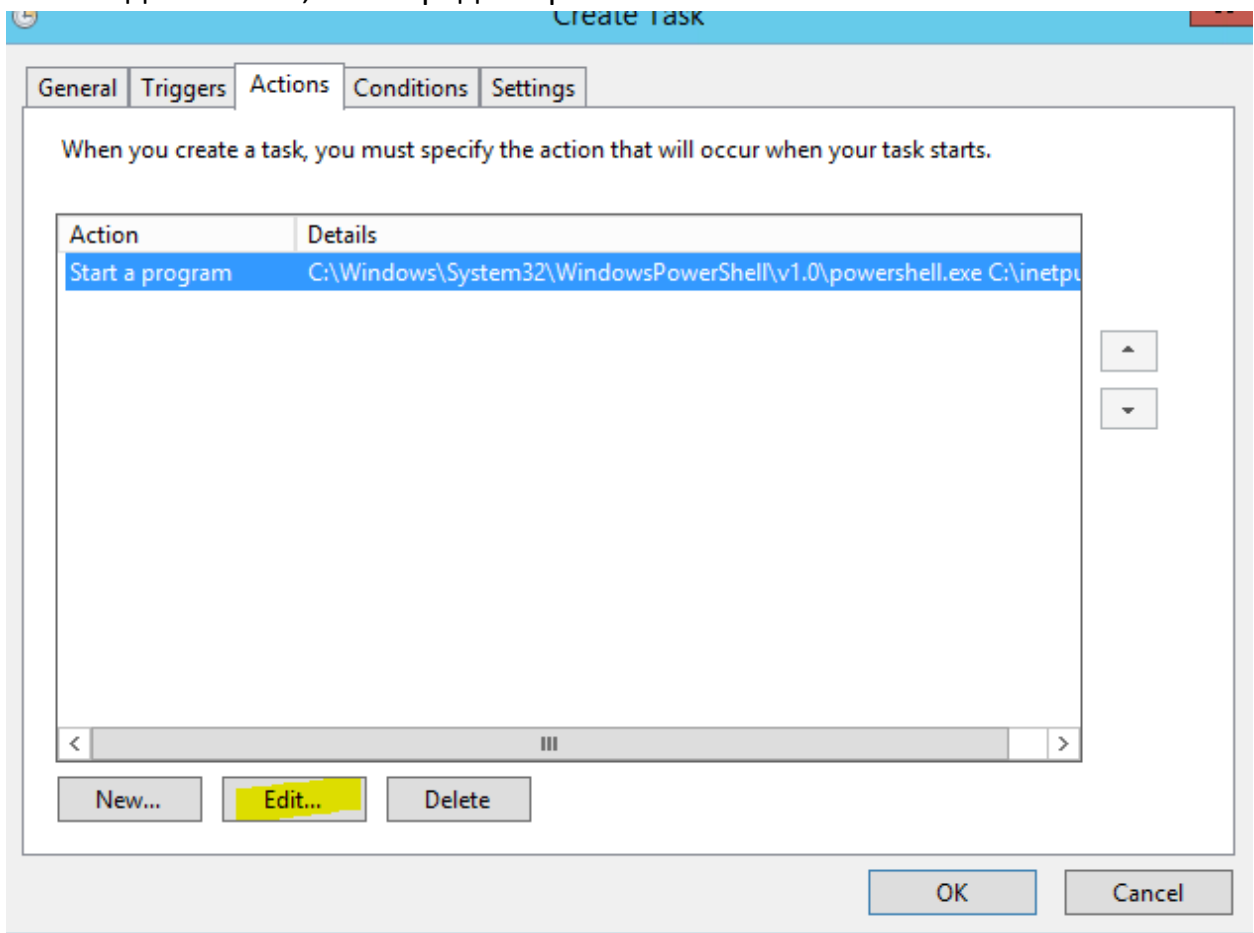 Create Task
General Triggers Actions Conditions Settings
When you create a task, you must specify the action that will occur when your task starts.
Action Details
Start a program C:\Windows\System32\WindowsPowerShell\v1.0\powershell.exe C:\inetpu
New... Edit... Delete
OK Cancel